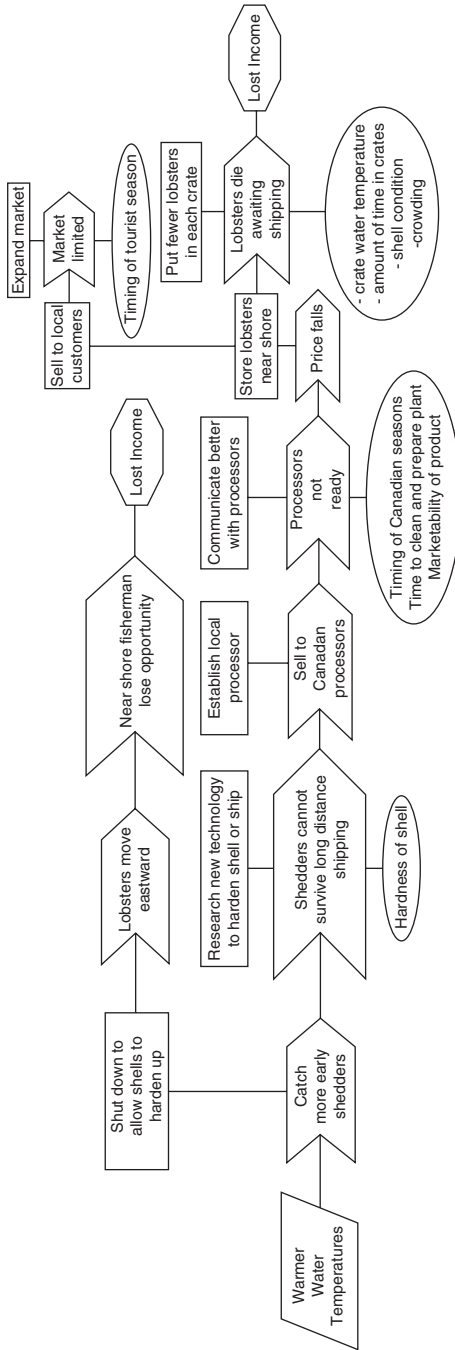 Warmer
Water
Temperatures
Catch
more early
shedders
Shut down to
allow shells to
harden up
Lobsters move
eastward
Near shore fisherman
lose opportunity
Lost Income
Research new technology
to harden shell or ship
Shedders cannot
survive long distance
shipping
Hardness of shell
Establish local
processor
Sell to
Canadian
processors
Communicate better
with processors
Processors
not
ready
Timing of Canadian seasons
Time to clean and prepare plant
Marketability of product
Price falls
Store lobsters
near shore
Sell to local
customers
Expand market
Market
limited
Timing of tourist season
Put fewer lobsters
in each crate
Lobsters die
awaiting
shipping
- crate water temperature
- amount of time in crates
- shell condition
-crowding
Lost Income